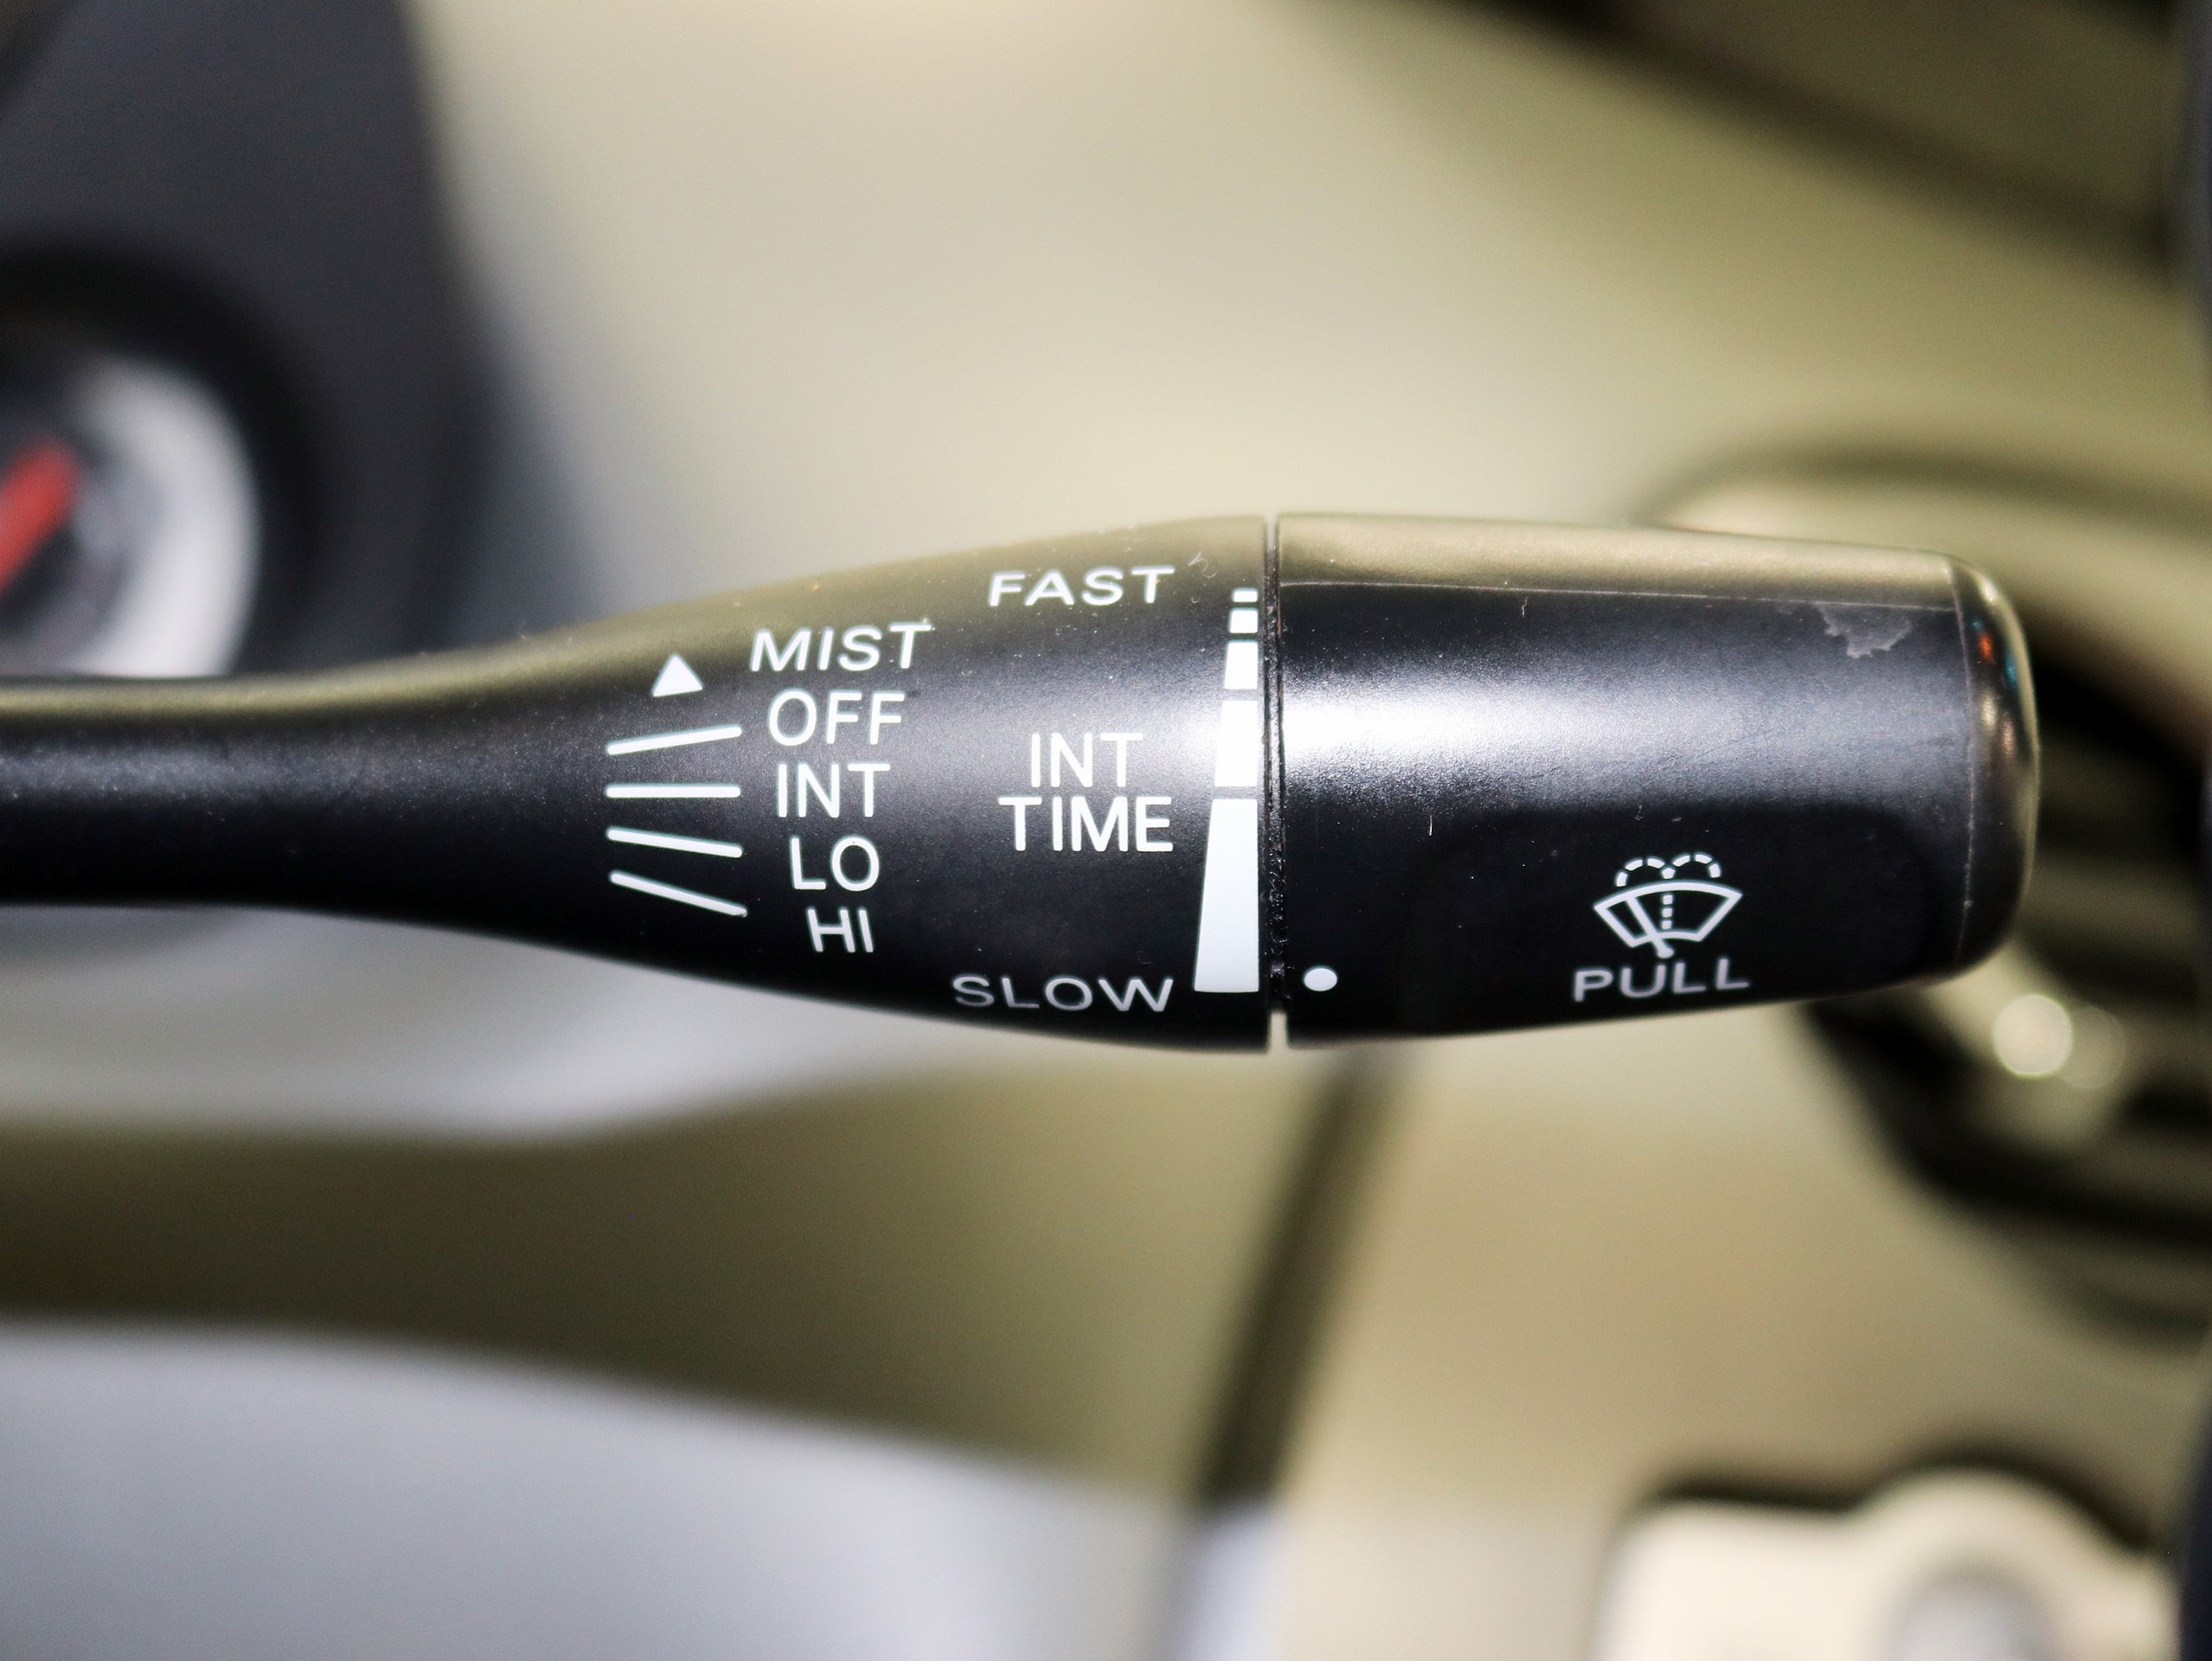 MIST
OFF
INT
LO
HI
FAST
INT
TIME
SLOW
PULL